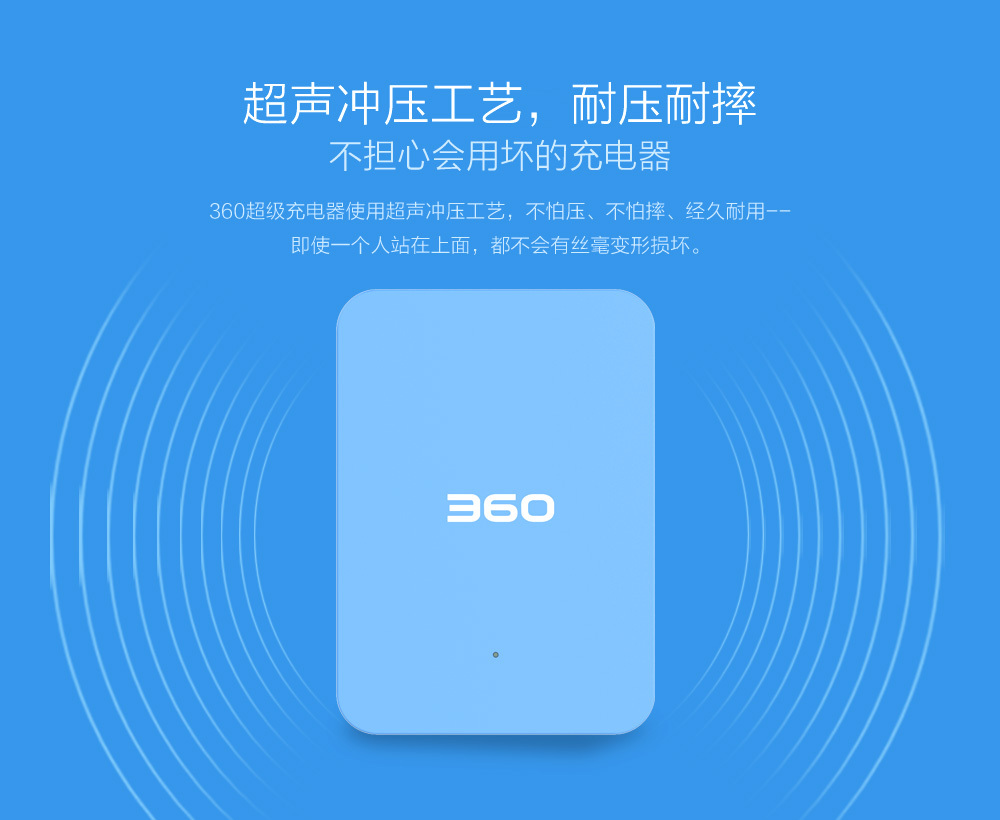 超声冲压工艺，耐压耐摔
不担心会用坏的充电器
360超级充电器使用超声冲压工艺，不怕压、不怕摔、经久耐用--
即使一个人站在上面，都不会有丝毫变形损坏。
360